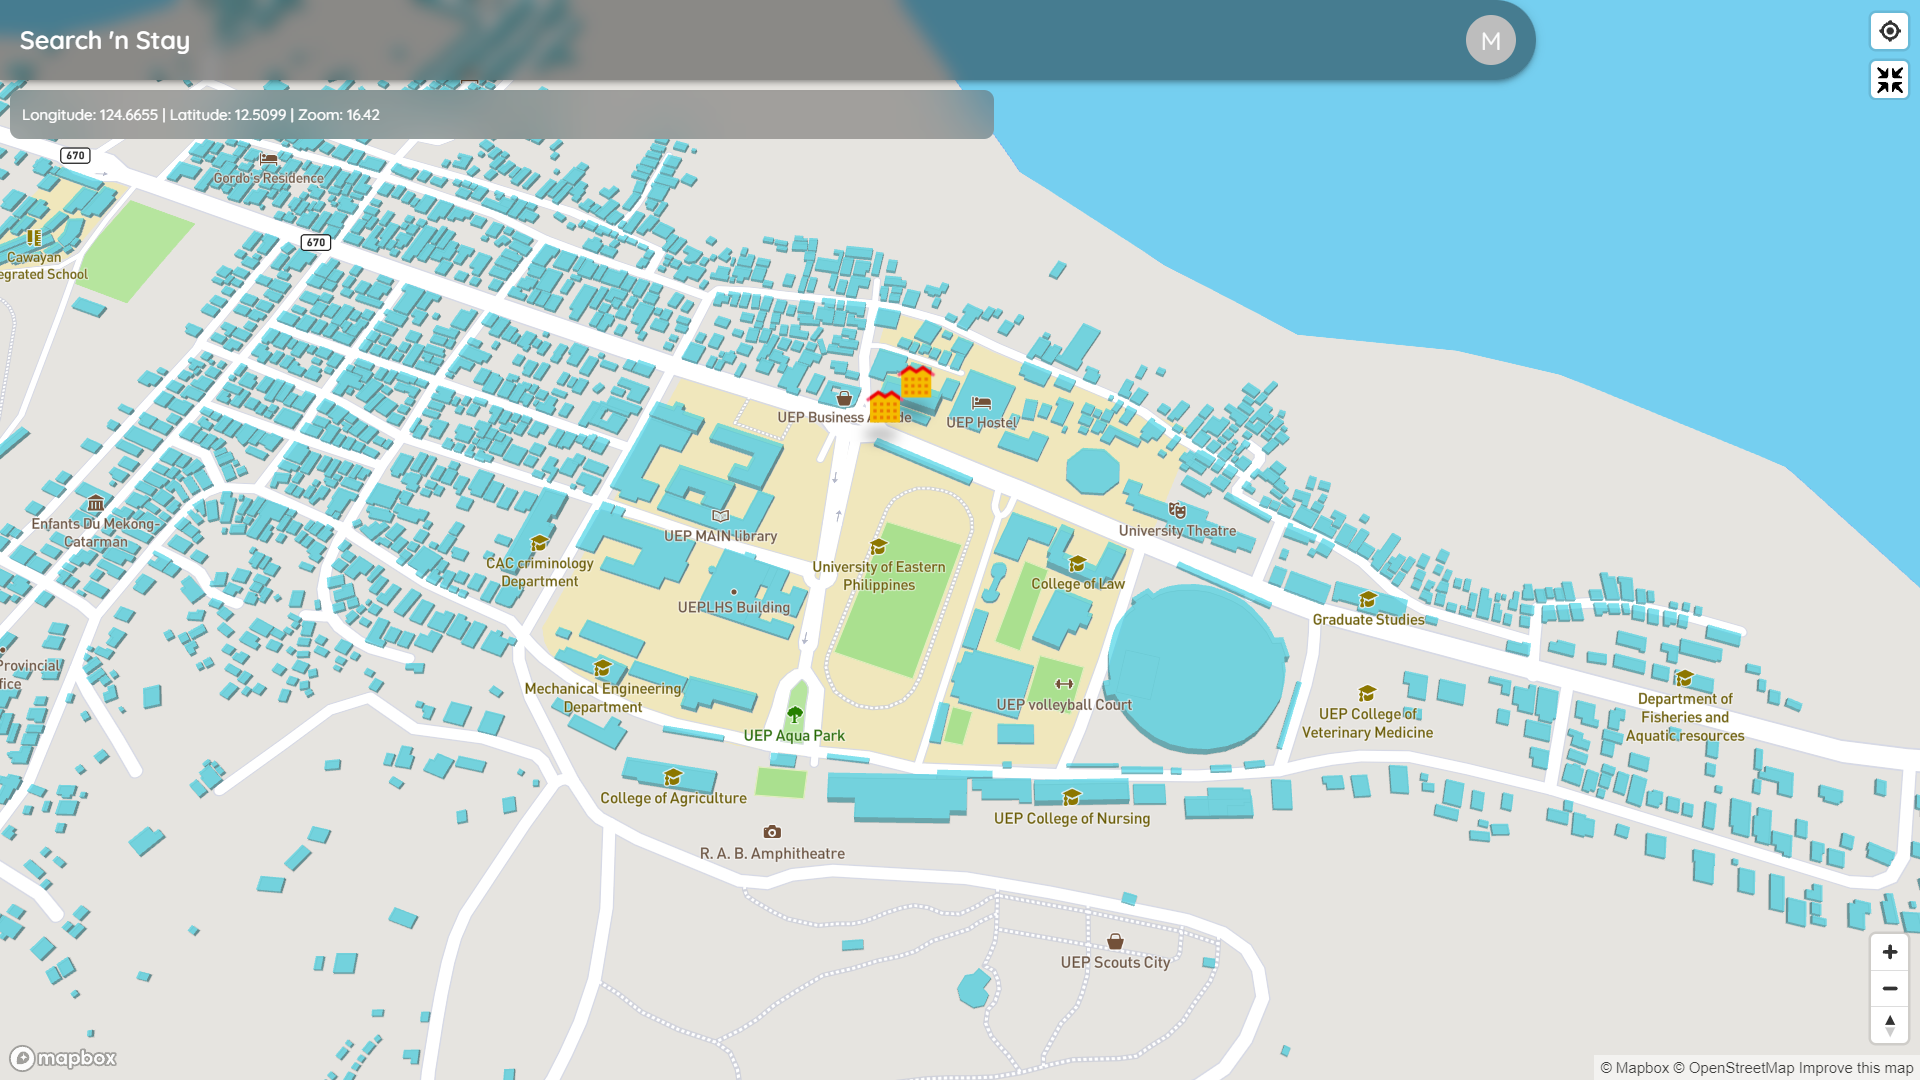 Search 'n Stay
M
Longitude: 124.6655 | Latitude: 12.5099 | Zoom: 16.42
670
Gordo's Residence
670
Cawayan
egrated School
UEP Business
de
UEP Hostel
Enfants Du Mekong-
Catarman
UEP MAIN library
University Theatre
CAC criminology
Department
University of Eastern
Philippines
College of Law
UEPLHS Building
Graduate Studies
Provincial
fice
Mechanical Engineering
Department
UEP volleyball Court
UEP College of
Veterinary Medicine
Department of
Fisheries and
Aquatic resources
UEP Aqua Park
College of Agriculture
UEP College of Nursing
R. A. B. Amphitheatre
UEP Scouts City
mapbox
© Mapbox © OpenStreetMap Improve this map